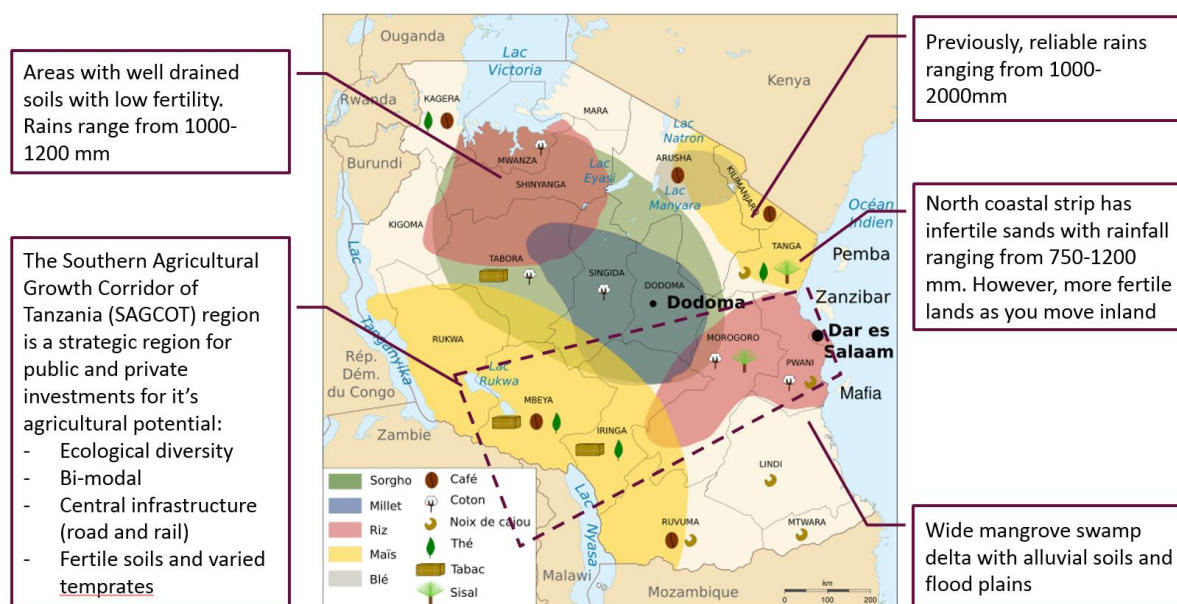 Areas with well drained
soils with low fertility.
Rains range from 1000-
1200 mm
The Southern Agricultural
Growth Corridor of
Tanzania (SAGCOT) region
is a strategic region for
public and private
investments for it's
agricultural potential:
- Ecological diversity
- Bi-modal
- Central infrastructure
(road and rail)
- Fertile soils and varied
temprates
Ouganda
Lac
Victoria
Kenya
Rwanda
KAGERA
MARA
Burundi
MWANZA
SHINYANGA
Lac
Natron
Lac
Eyasi
ARUSHA
Lac
Manyara
KILIMANJARO
Océan
Indien
KIGOMA
TANGA
Pemba
TABORA
SINGIDA
DODOMA
Dodoma
Zanzibar
Lac
Tanganyika
RUKWA
MOROGORO
Dar es
Salaam
PWANI
Mafia
Rép.
Dém.
du Congo
Lac
Rukwa
MBEYA
Zambie
IRINGA
LINDI
Lac Nyasa
RUVUMA
MTWARA
Malawi
Mozambique
Sorgho
Millet
Riz
Maïs
Blé
Café
Coton
Noix de cajou
Thé
Tabac
Sisal
km
0
200
Previously, reliable rains
ranging from 1000-
2000mm
North coastal strip has
infertile sands with rainfall
ranging from 750-1200
mm. However, more fertile
lands as you move inland
Wide mangrove swamp
delta with alluvial soils and
flood plains